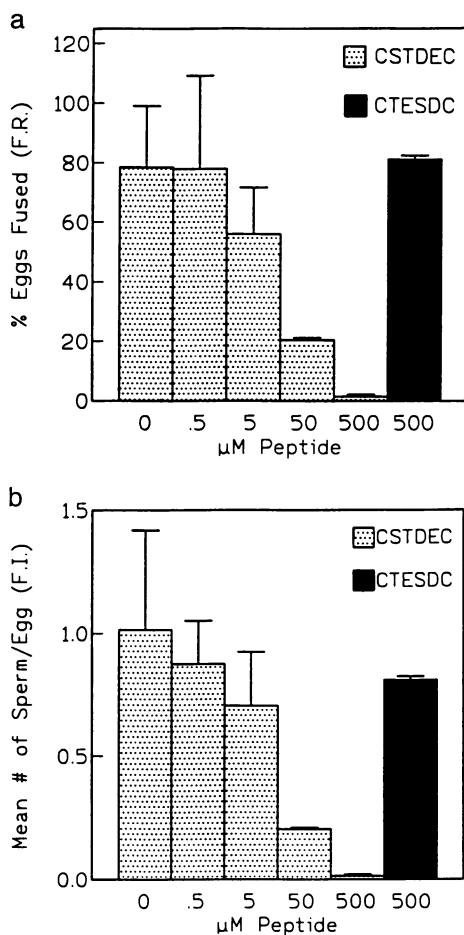 a
120
100
80
60
40
20
0
% Eggs Fused (F.R.)
CSTDEC
CTESDC
0 .5 5 50 500 500
µM Peptide
b
1.5
1.0
0.5
0.0
Mean # of Sperm/Egg (F.I.)
CSTDEC
CTESDC
0 .5 5 50 500 500
µM Peptide